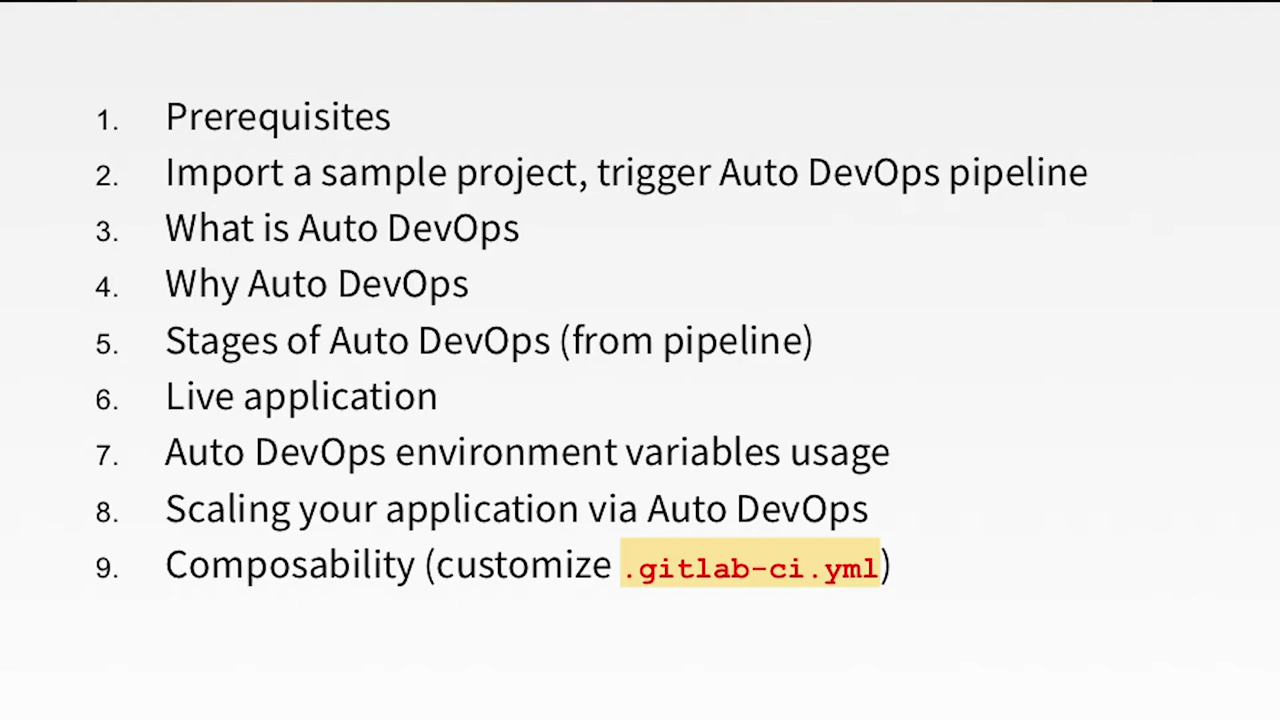 1. Prerequisites
2. Import a sample project, trigger Auto DevOps pipeline
3. What is Auto DevOps
4. Why Auto DevOps
5. Stages of Auto DevOps (from pipeline)
6. Live application
7. Auto DevOps environment variables usage
8. Scaling your application via Auto DevOps
9. Composability (customize .gitlab-ci.yml)